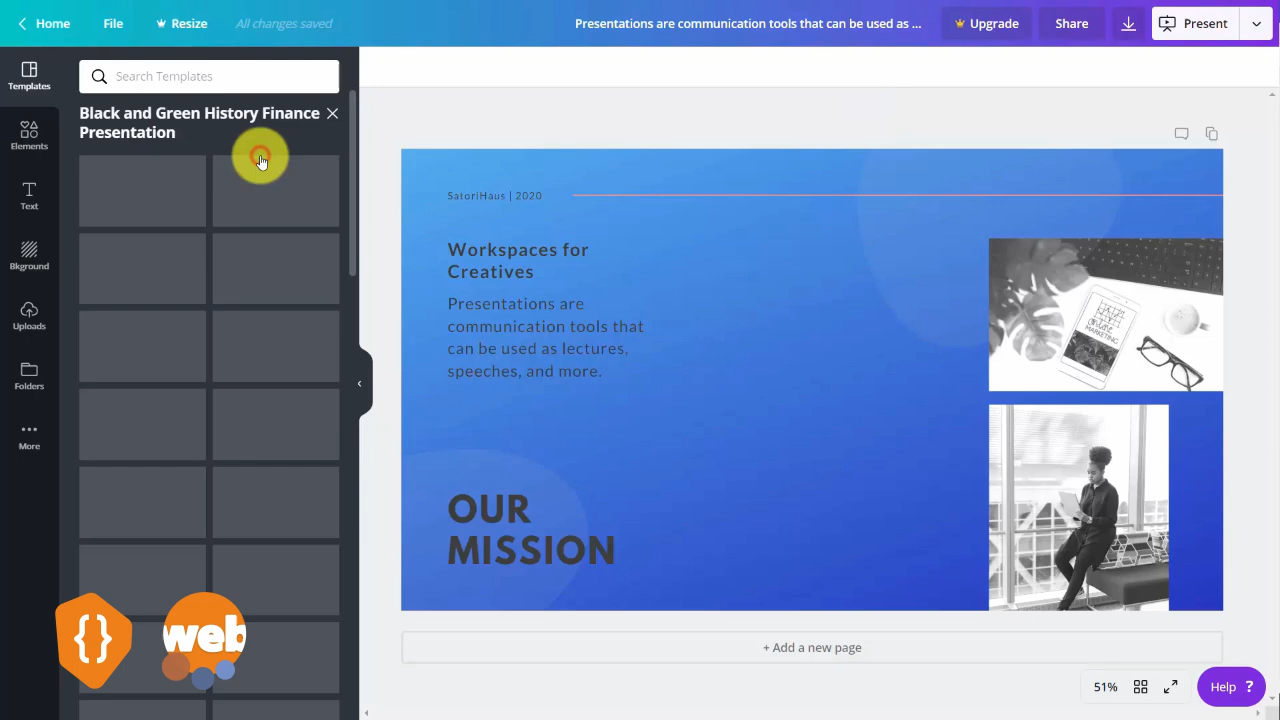 Home
File
Resize
All changes saved
Presentations are communication tools that can be used as ...
Upgrade
Share
Present
Templates
Elements
Text
Bkground
Uploads
Folders
More
Search Templates
Black and Green History Finance
Presentation
SatoriHaus | 2020
Workspaces for
Creatives
Presentations are
communication tools that
can be used as lectures,
speeches, and more.
OUR
MISSION
MARKETING
+ Add a new page
51%
Help ?
{}
web